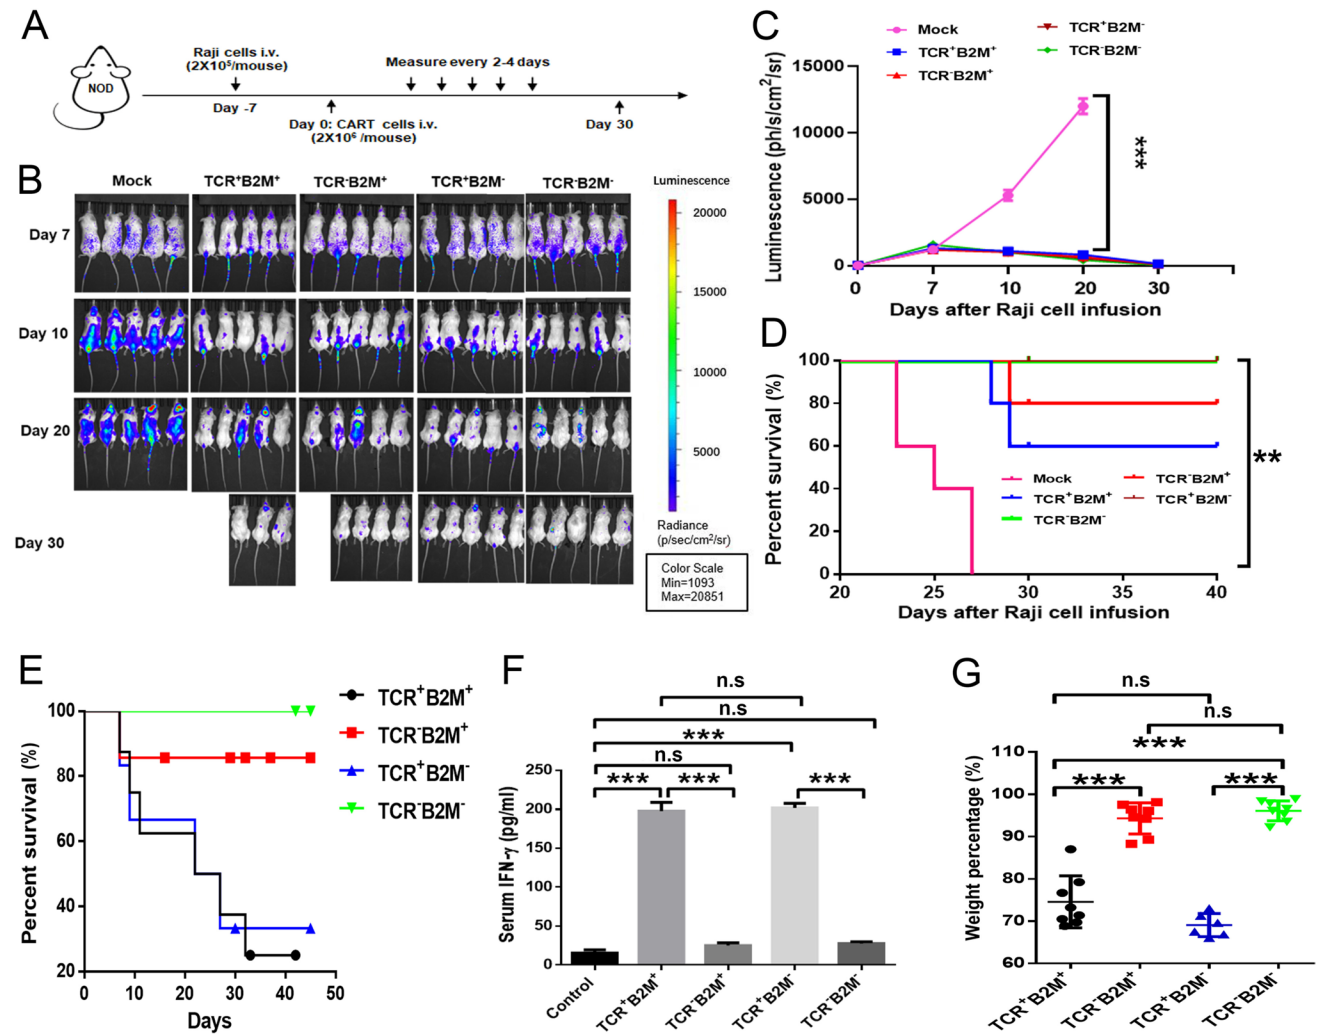 A
NOD
Raji cells i.v.
(2X10⁵/mouse)
Day -7
Day 0: CART cells i.v.
(2X10⁶ /mouse)
Measure every 2-4 days
Day 30
B
Mock TCR⁺B2M⁺ TCR⁻B2M⁺ TCR⁺B2M⁻ TCR⁻B2M⁻
Day 7
Day 10
Day 20
Day 30
Luminescence
20000
15000
10000
5000
Radiance
(p/sec/cm²/sr)
Color Scale
Min=1093
Max=20851
C
Mock
TCR⁺B2M⁺
TCR⁻B2M⁺
TCR⁺B2M⁻
TCR⁻B2M⁻
Luminescence (ph/s/cm²/sr)
15000
10000
5000
0
0 7 10 20 30
Days after Raji cell infusion
***
D
Percent survival (%)
100
80
60
40
20
0
20 25 30 35 40
Days after Raji cell infusion
Mock
TCR⁺B2M⁺
TCR⁻B2M⁻
TCR⁻B2M⁺
TCR⁺B2M⁻
**
E
Percent survival (%)
100
80
60
40
20
0 10 20 30 40 50
Days
TCR⁺B2M⁺
TCR⁻B2M⁺
TCR⁺B2M⁻
TCR⁻B2M⁻
F
n.s
n.s
***
n.s
*** *** ***
Serum IFN-γ (pg/ml)
250
200
150
100
50
0
Control TCR⁺B2M⁺ TCR⁻B2M⁺ TCR⁺B2M⁻ TCR⁻B2M⁻
G
n.s
n.s
***
*** ***
Weight percentage (%)
110
100
90
80
70
60
TCR⁺B2M⁺ TCR⁻B2M⁺ TCR⁺B2M⁻ TCR⁻B2M⁻